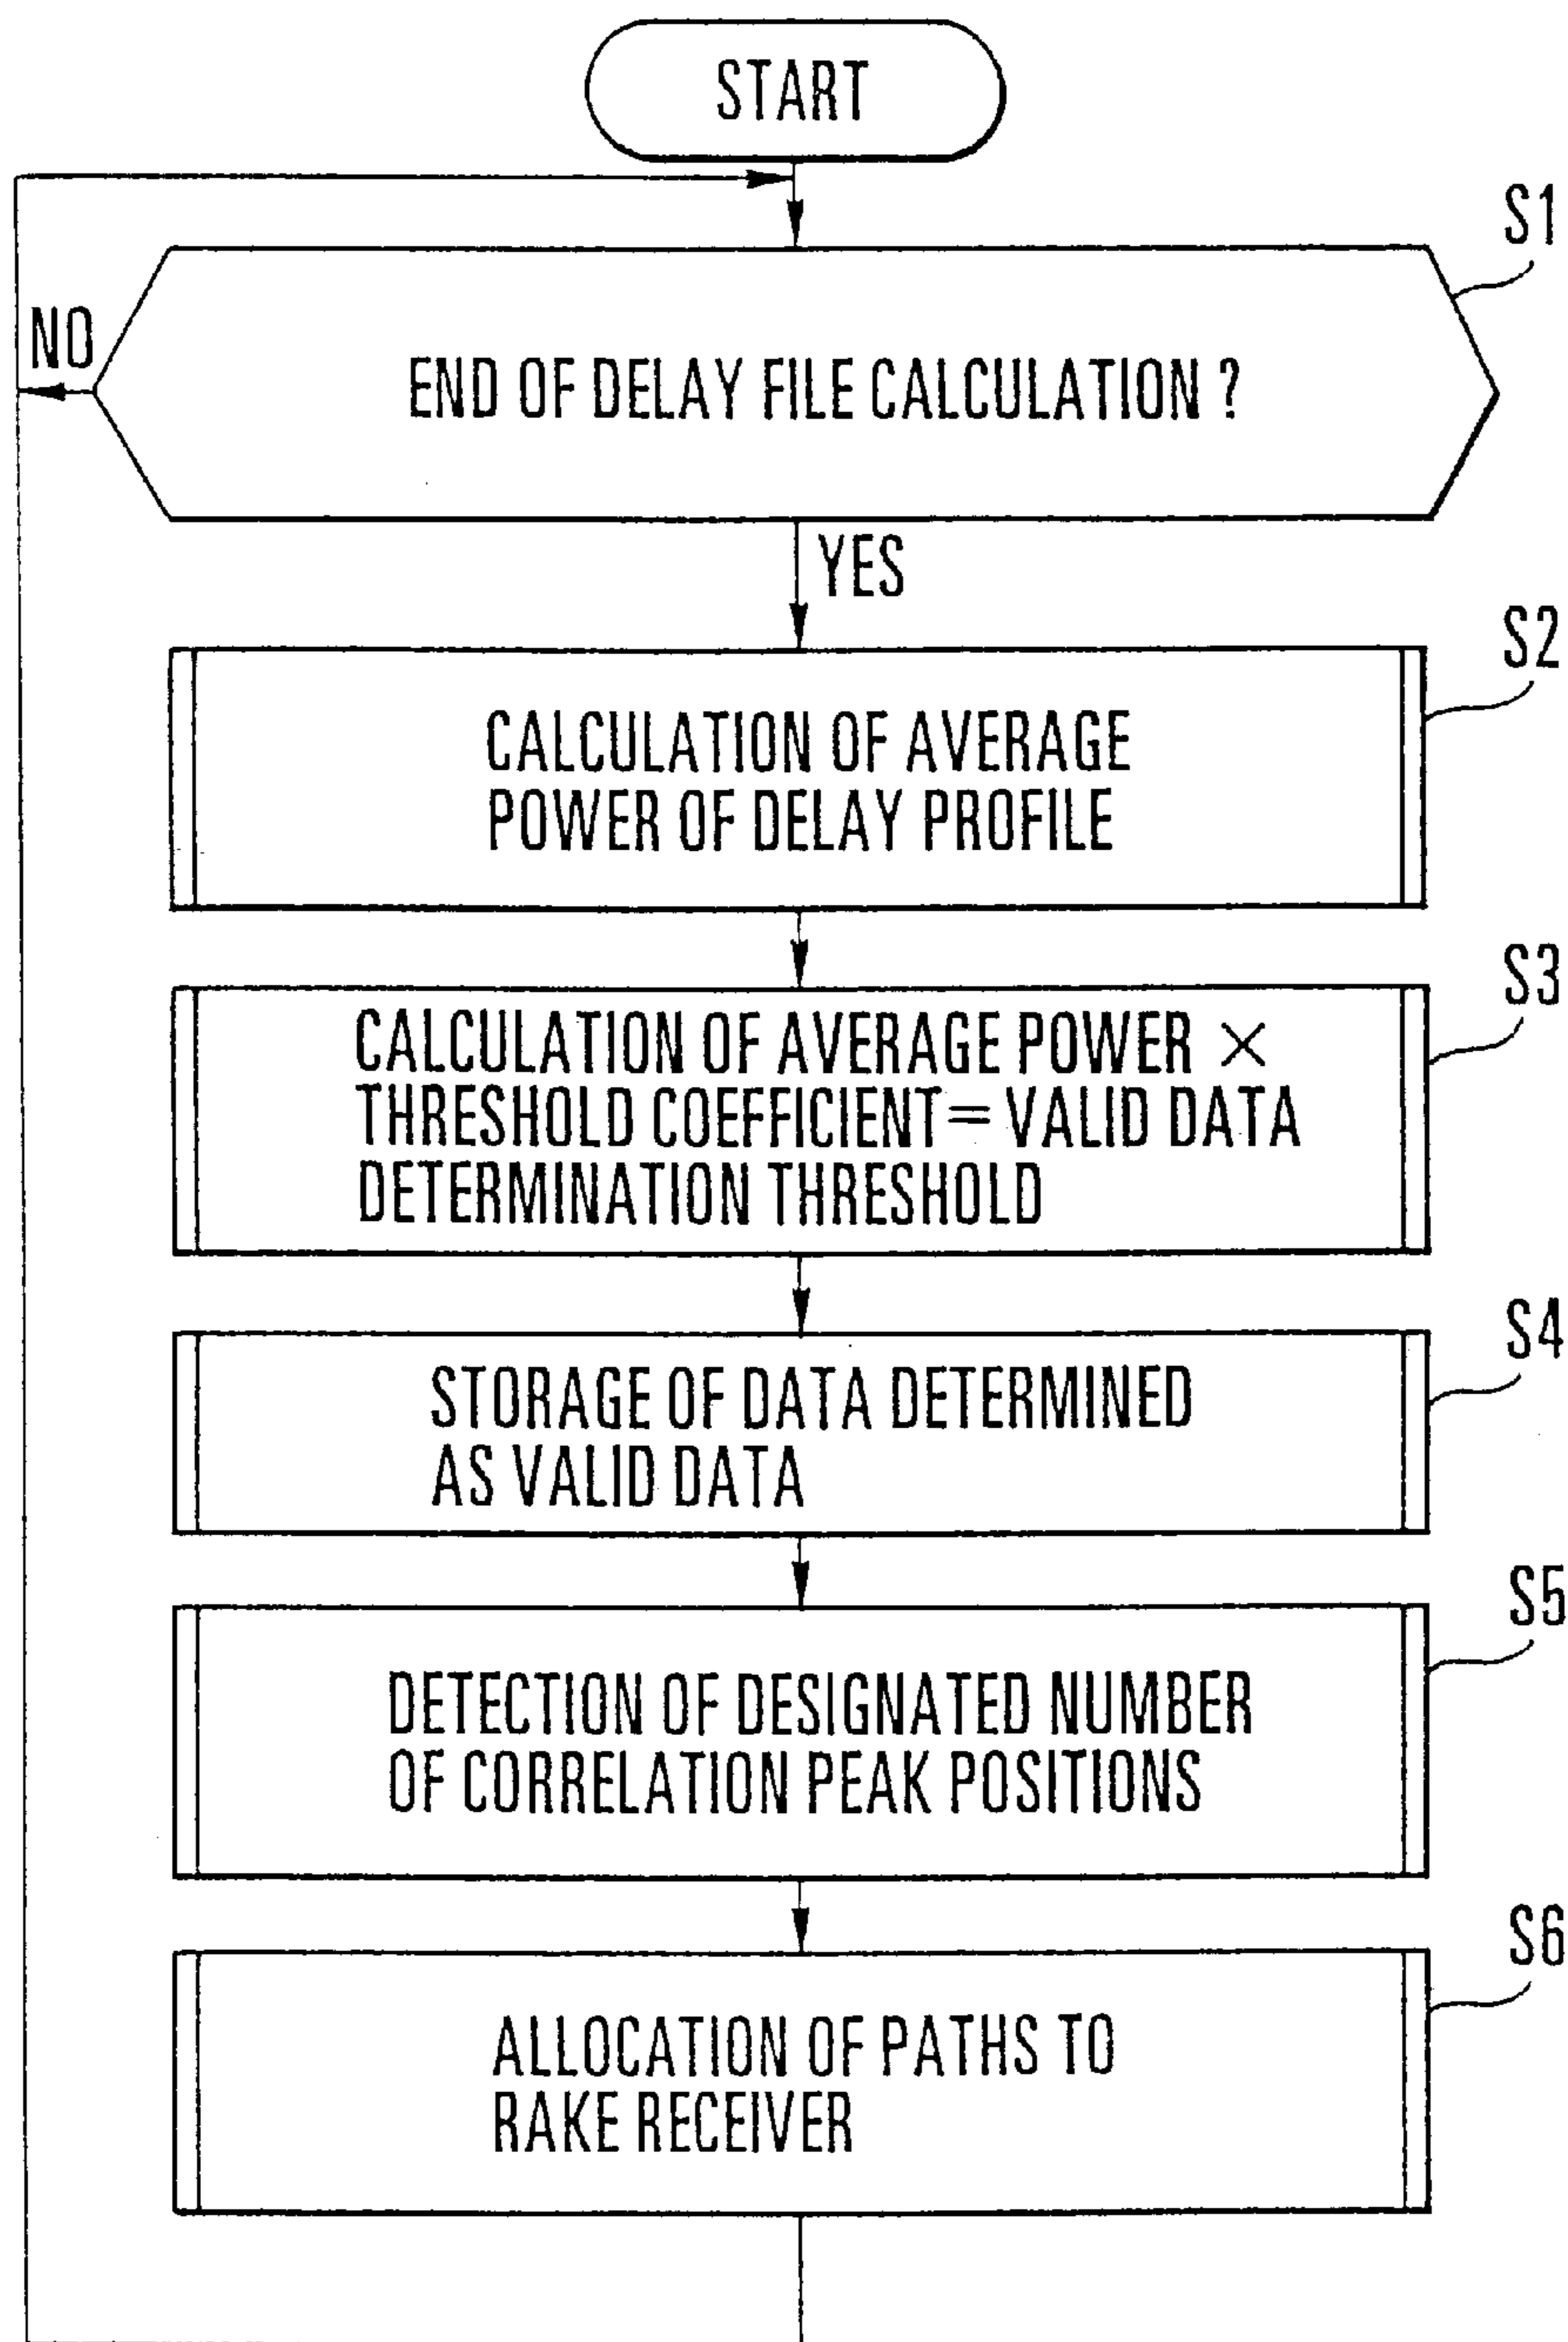 START
S1
NO
END OF DELAY FILE CALCULATION ?
YES
S2
CALCULATION OF AVERAGE
POWER OF DELAY PROFILE
S3
CALCULATION OF AVERAGE POWER ×
THRESHOLD COEFFICIENT = VALID DATA
DETERMINATION THRESHOLD
S4
STORAGE OF DATA DETERMINED
AS VALID DATA
S5
DETECTION OF DESIGNATED NUMBER
OF CORRELATION PEAK POSITIONS
S6
ALLOCATION OF PATHS TO
RAKE RECEIVER